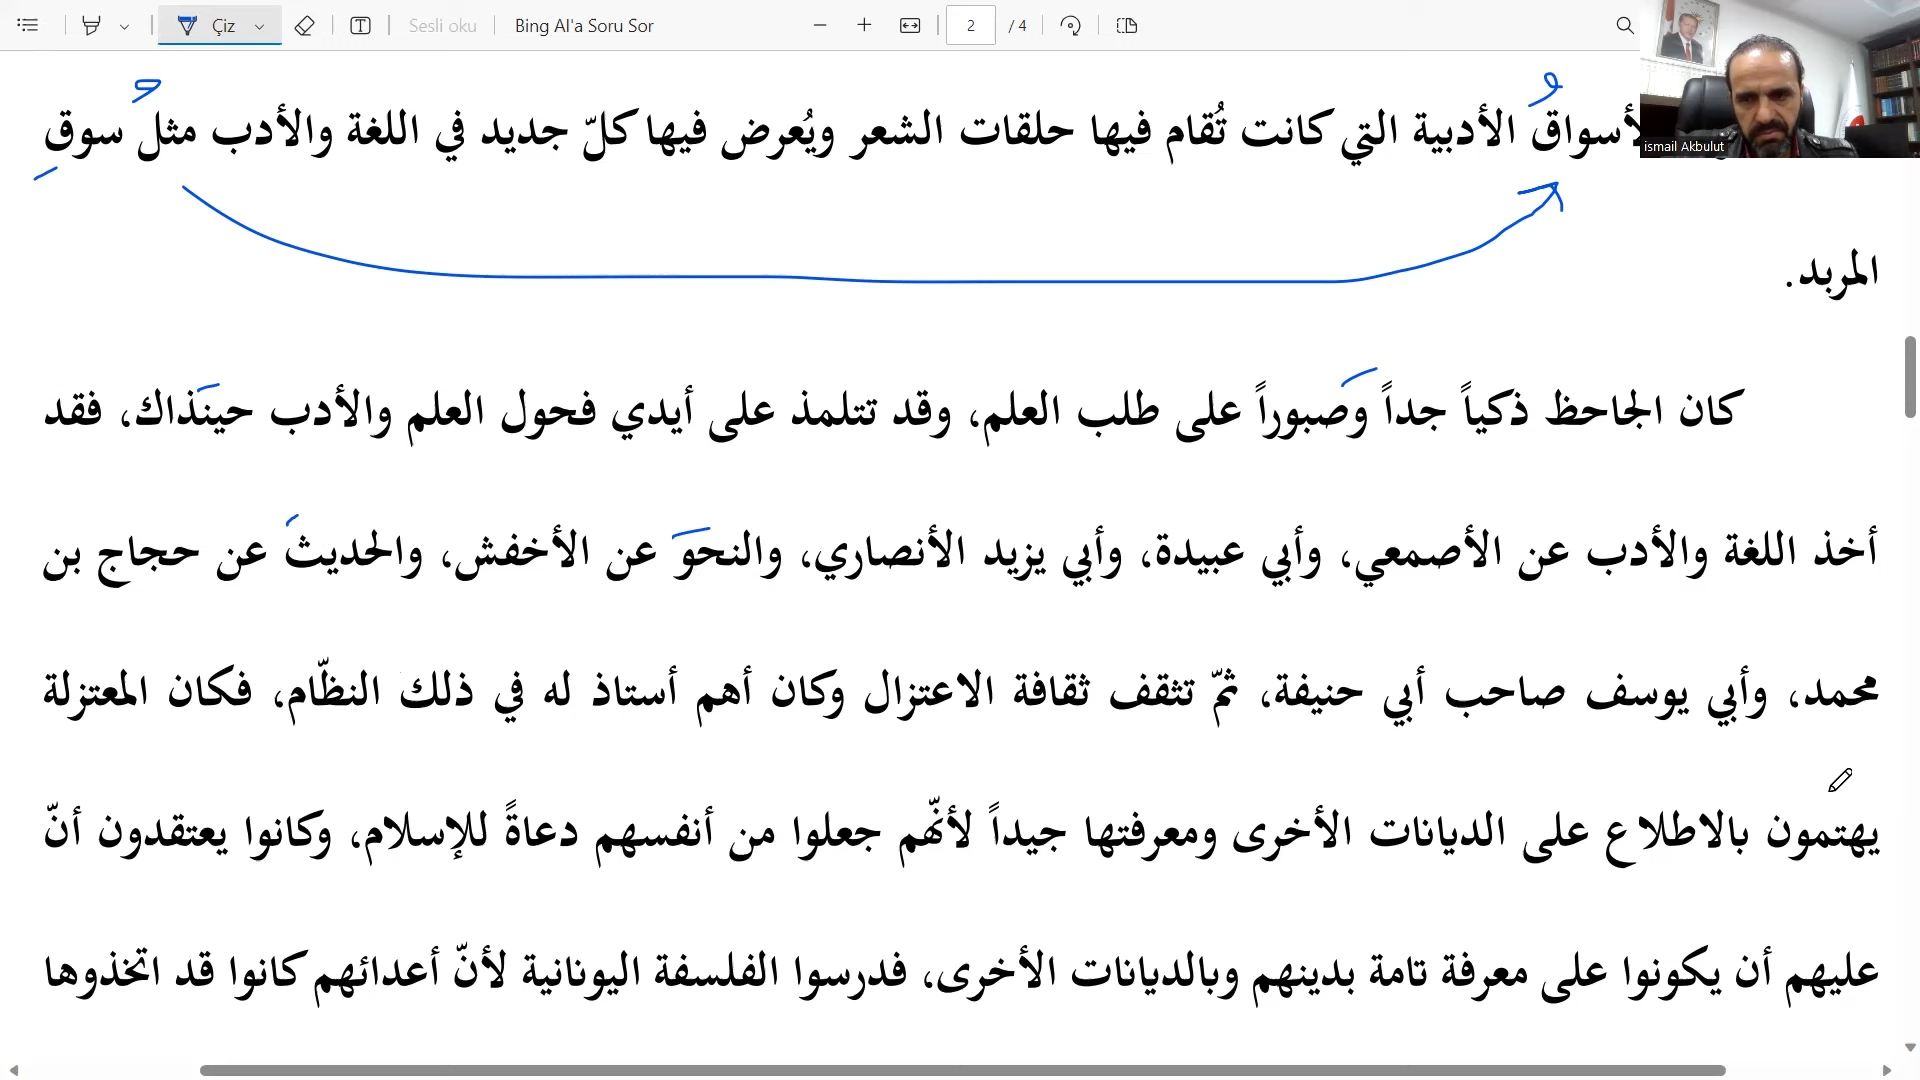 Çiz
Sesli oku
Bing AI'a Soru Sor
2 / 4
ismail Akbulut
الأدبية التي كانت تُقام فيها حلقات الشعر ويُعرض فيها كلّ جديد في اللغة والأدب مثل سوق
المربد.
كان الجاحظ ذكياً جداً وصبوراً على طلب العلم، وقد تتلمذ على أيدي فحول العلم والأدب حينذاك، فقد
أخذ اللغة والأدب عن الأصمعي، وأبي عبيدة، وأبي يزيد الأنصاري، والنحو عن الأخفش، والحديث عن حجاج بن
محمد، وأبي يوسف صاحب أبي حنيفة، ثمّ تثقف ثقافة الاعتزال وكان أهم أستاذ له في ذلك النظّام، فكان المعتزلة
يهتمون بالاطلاع على الديانات الأخرى ومعرفتها جيداً لأنّهم جعلوا من أنفسهم دعاةً للإسلام، وكانوا يعتقدون أنّ
عليهم أن يكونوا على معرفة تامة بدينهم وبالديانات الأخرى، فدرسوا الفلسفة اليونانية لأنّ أعدائهم كانوا قد اتخذوها